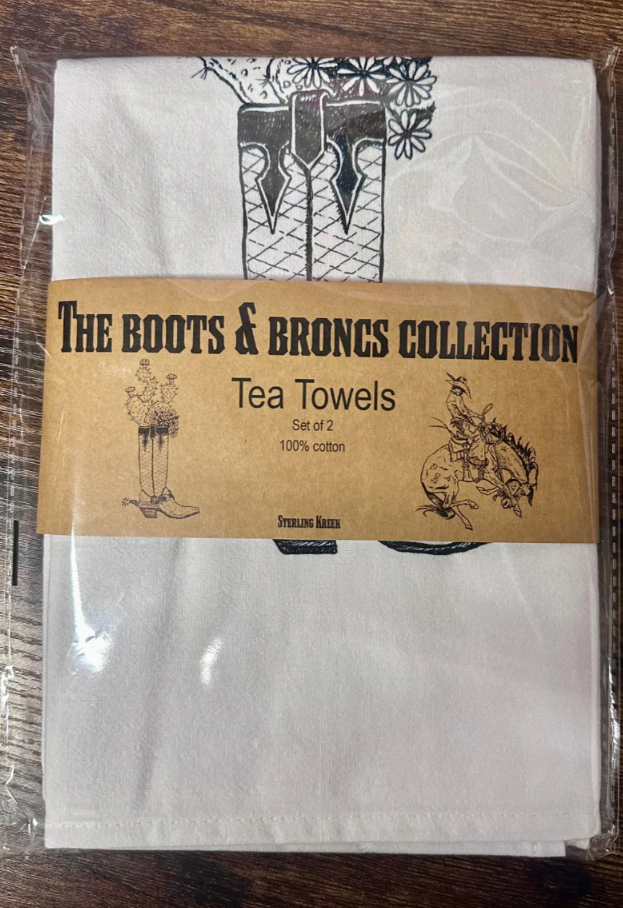 THE BOOTS & BRONCS COLLECTION
Tea Towels
Set of 2
100% cotton
STERLING KREEK